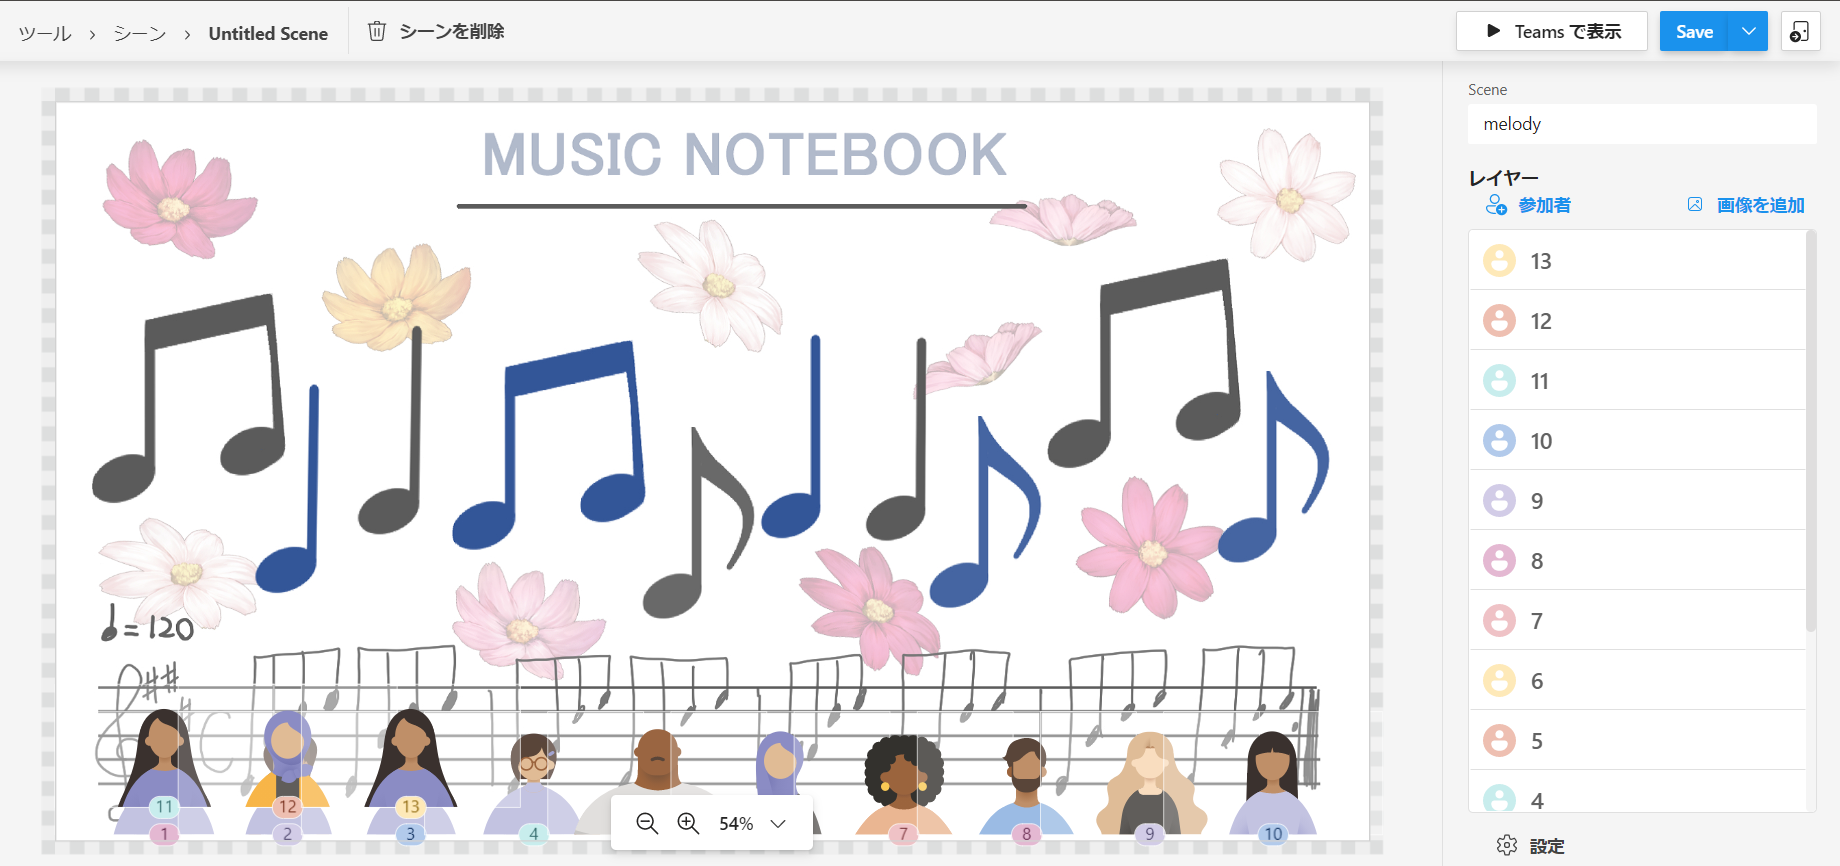 ツール > シーン > Untitled Scene シーンを削除
Teams で表示 Save
Scene
melody
レイヤー
参加者 画像を追加
13
12
11
10
9
8
7
6
5
4
設定
MUSIC NOTEBOOK
=120
11 12 13
1 2 3 4 7 8 9 10
54%